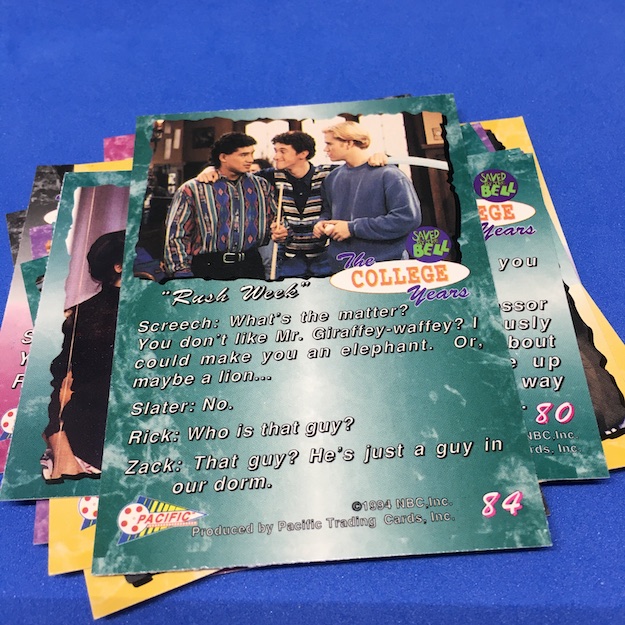 SAVED
BY THE
BELL
The
COLLEGE
Years
"Rush Week"
Screech: What's the matter?
You don't like Mr. Giraffey-waffey? I
could make you an elephant. Or,
maybe a lion...
Slater: No.
Rick: Who is that guy?
Zack: That guy? He's just a guy in
our dorm.
PACIFIC
©1994 NBC, Inc.
Produced by Pacific Trading Cards, Inc.
84
SAVED
BELL
EGE
Years
you
ssor
usly
bout
up
way
80
NBC, Inc.
rds, Inc.